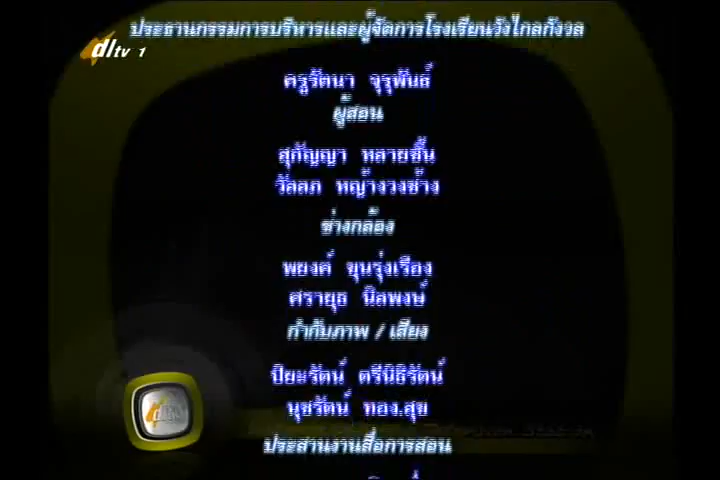 ประธานกรรมการบริหารและผู้จัดการโรงเรียนวังไกลกังวล
dltv 1
ครูรัตนา จุรุพันธ์
ผู้สอน
สุกัญญา หลายชั้น
วัลลภ หญ้างวงช้าง
ช่างกล้อง
พยงค์ ขุนรุ่งเรือง
ศรายุธ นิลพงษ์
กำกับภาพ / เสียง
ปิยะรัตน์ ตรีนิธิรัตน์
นุชรัตน์ ทอง.สุข
ประสานงานสื่อการสอน